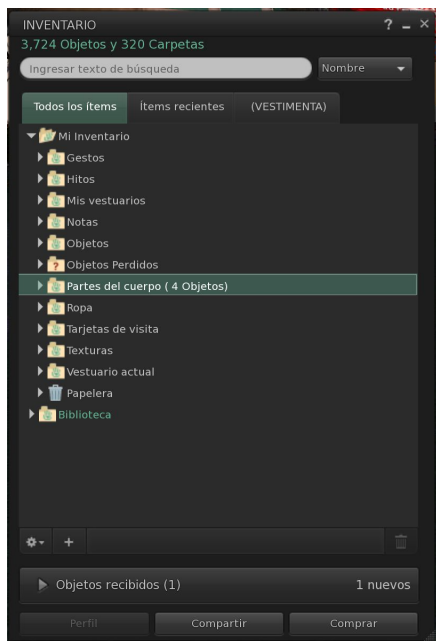 INVENTARIO ? _ ×
3,724 Objetos y 320 Carpetas
Ingresar texto de búsqueda Nombre
Todos los ítems Ítems recientes (VESTIMENTA)
Mi Inventario
Gestos
Hitos
Mis vestuarios
Notas
Objetos
? Objetos Perdidos
Partes del cuerpo ( 4 Objetos)
Ropa
Tarjetas de visita
Texturas
Vestuario actual
Papelera
Biblioteca
+
Objetos recibidos (1) 1 nuevos
Perfil Compartir Comprar